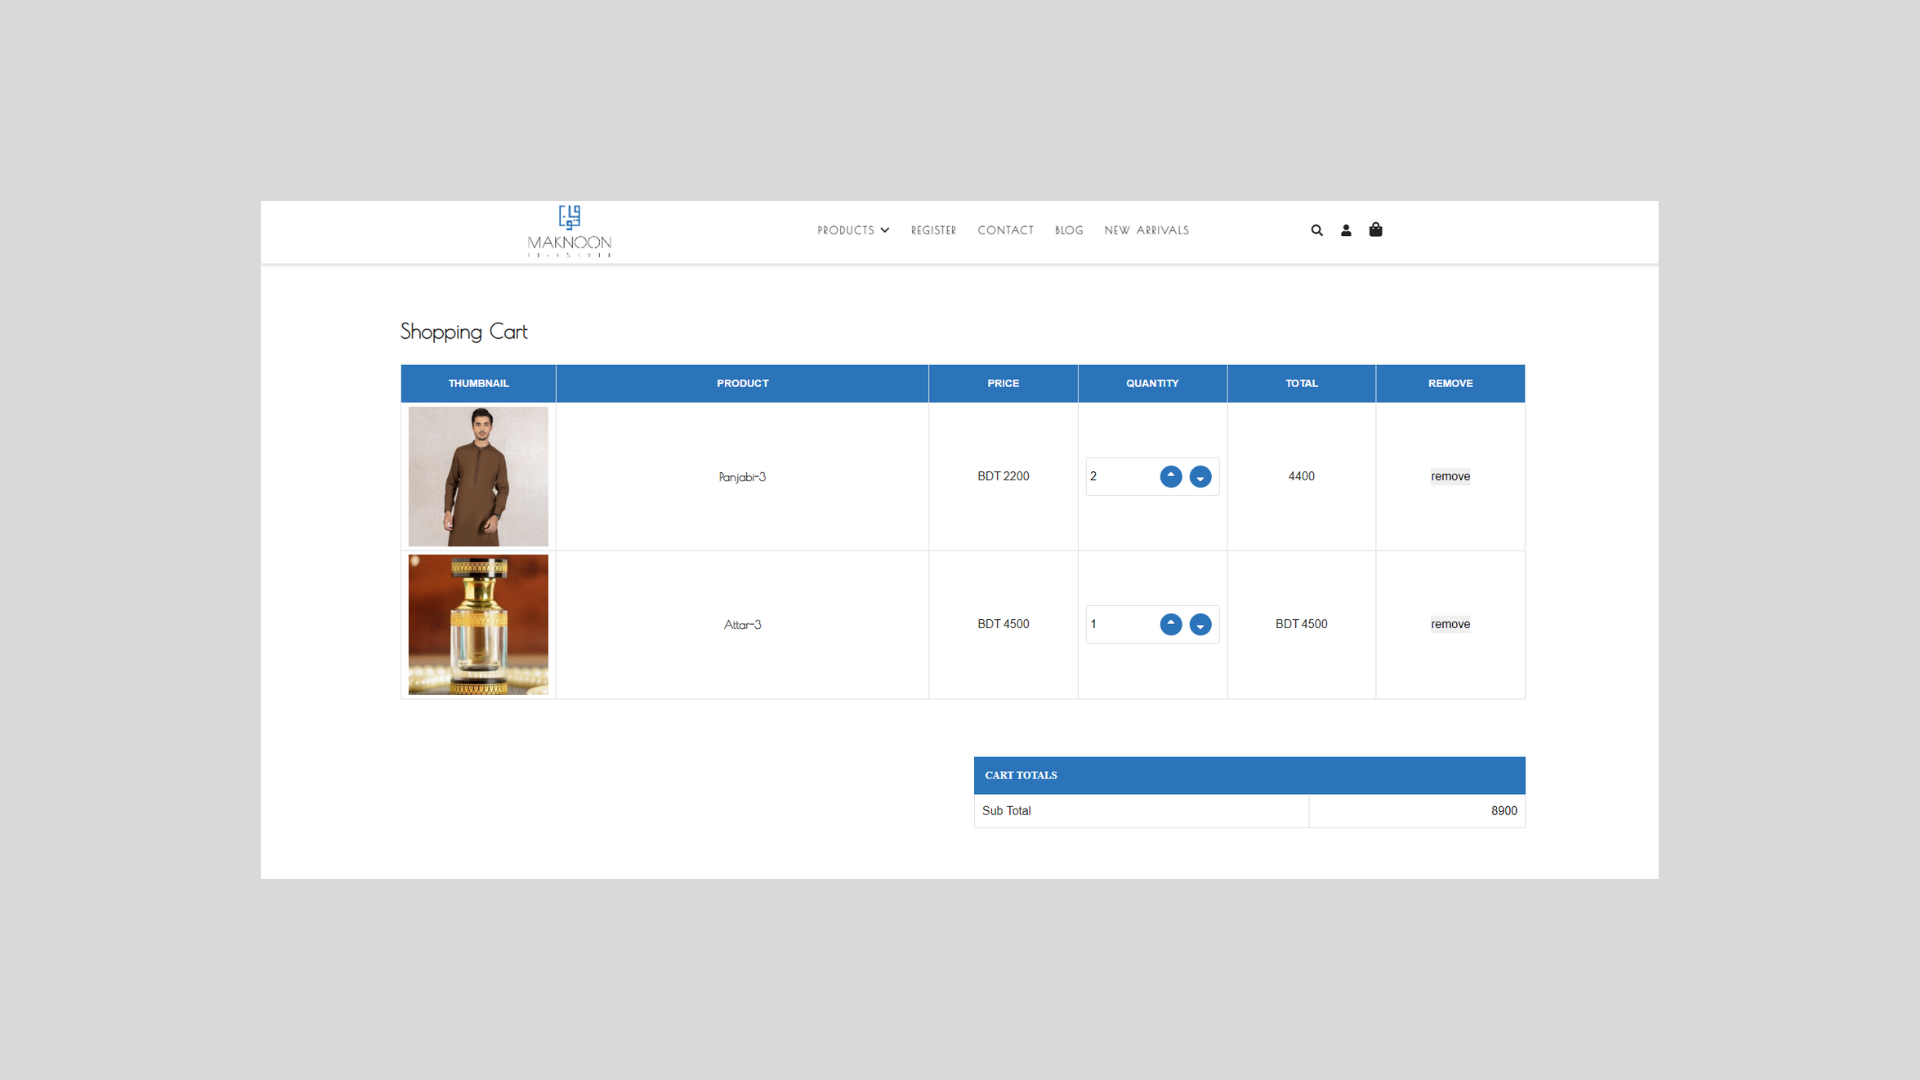 MAKNOON
PRODUCTS REGISTER CONTACT BLOG NEW ARRIVALS
Shopping Cart
THUMBNAIL PRODUCT PRICE QUANTITY TOTAL REMOVE
Panjabi-3 BDT 2200 2 4400 remove
Attar-3 BDT 4500 1 BDT 4500 remove
CART TOTALS
Sub Total 8900